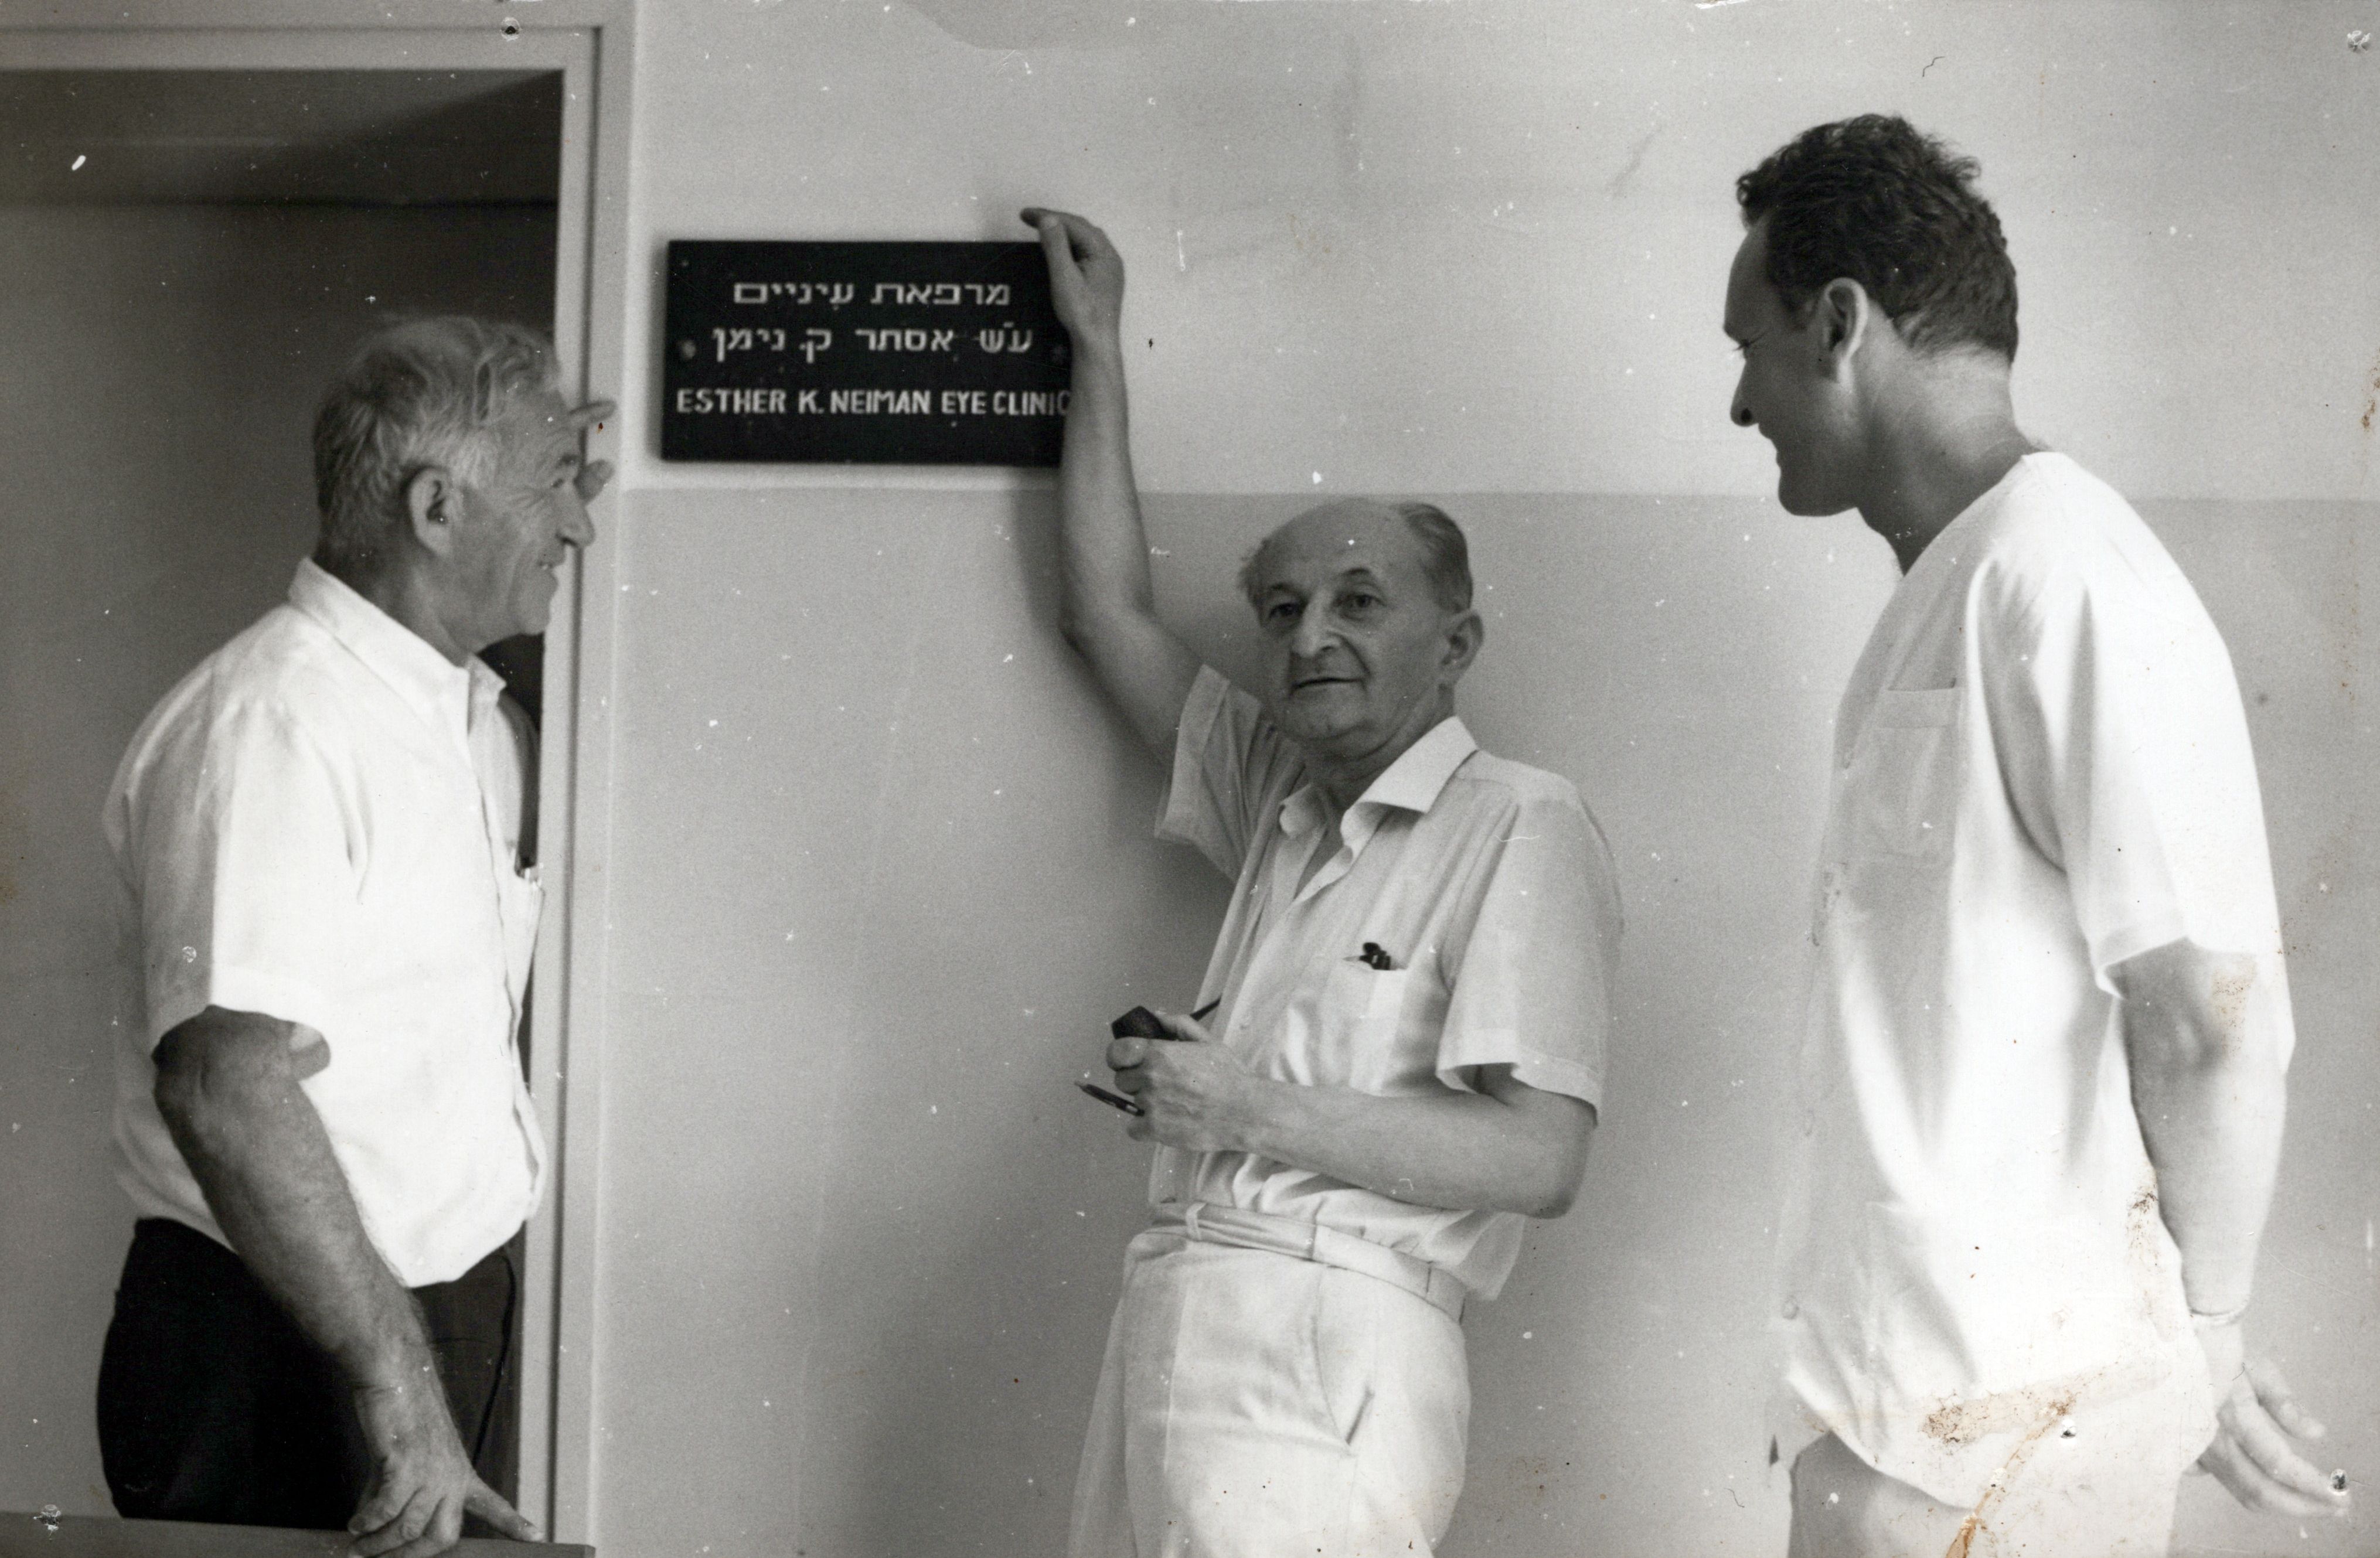 מרפאת עיניים
ע״ש אסתר ק. נימן
ESTHER K. NEIMAN EYE CLINIC